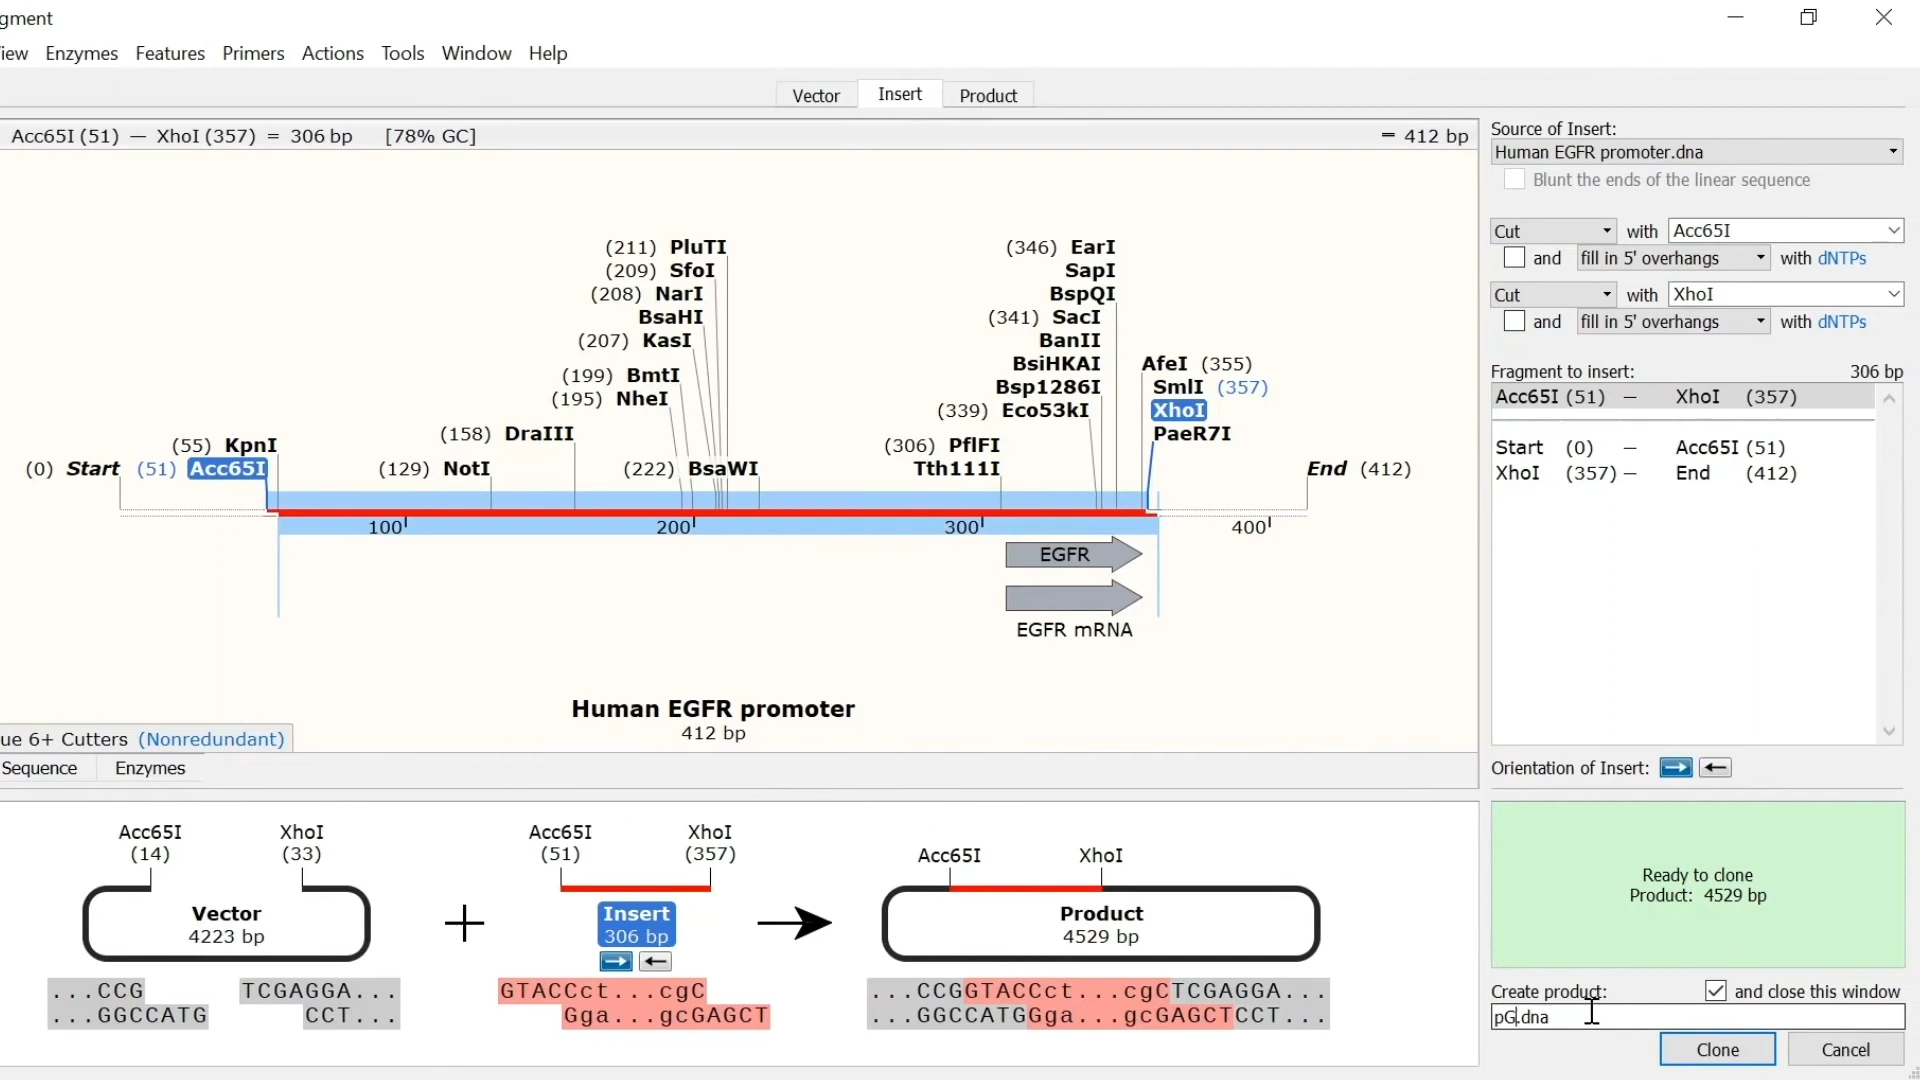 gment
iew Enzymes Features Primers Actions Tools Window Help
Vector Insert Product
Acc65I (51) — XhoI (357) = 306 bp [78% GC] = 412 bp
(211) PluTI
(209) SfoI
(208) NarI
BsaHI
(207) KasI
(199) BmtI
(195) NheI
(158) DraIII
(55) KpnI
(0) Start (51) Acc65I (129) NotI (222) BsaWI
(346) EarI
SapI
BspQI
(341) SacI
BanII
BsiHKAI
Bsp1286I
(339) Eco53kI
(306) PflFI
Tth111I
AfeI (355)
SmlI (357)
XhoI
PaeR7I
End (412)
100 200 300 400
EGFR
EGFR mRNA
Human EGFR promoter
412 bp
ue 6+ Cutters (Nonredundant)
Sequence Enzymes
Source of Insert:
Human EGFR promoter.dna
Blunt the ends of the linear sequence
Cut with Acc65I
and fill in 5' overhangs with dNTPs
Cut with XhoI
and fill in 5' overhangs with dNTPs
Fragment to insert: 306 bp
Acc65I (51) — XhoI (357)
Start (0) — Acc65I (51)
XhoI (357) — End (412)
Orientation of Insert:
Acc65I XhoI Acc65I XhoI
(14) (33) (51) (357) Acc65I XhoI
Vector + Insert Product
4223 bp 306 bp 4529 bp
...CCG TCGAGGA... GTACCct...cgC ...CCGGTACCct...cgCTCGAGGA...
...GGCCATG CCT... Gga...gcGAGCT ...GGCCATGGga...gcGAGCTCCT...
Ready to clone
Product: 4529 bp
Create product: and close this window
pG.dna
Clone Cancel